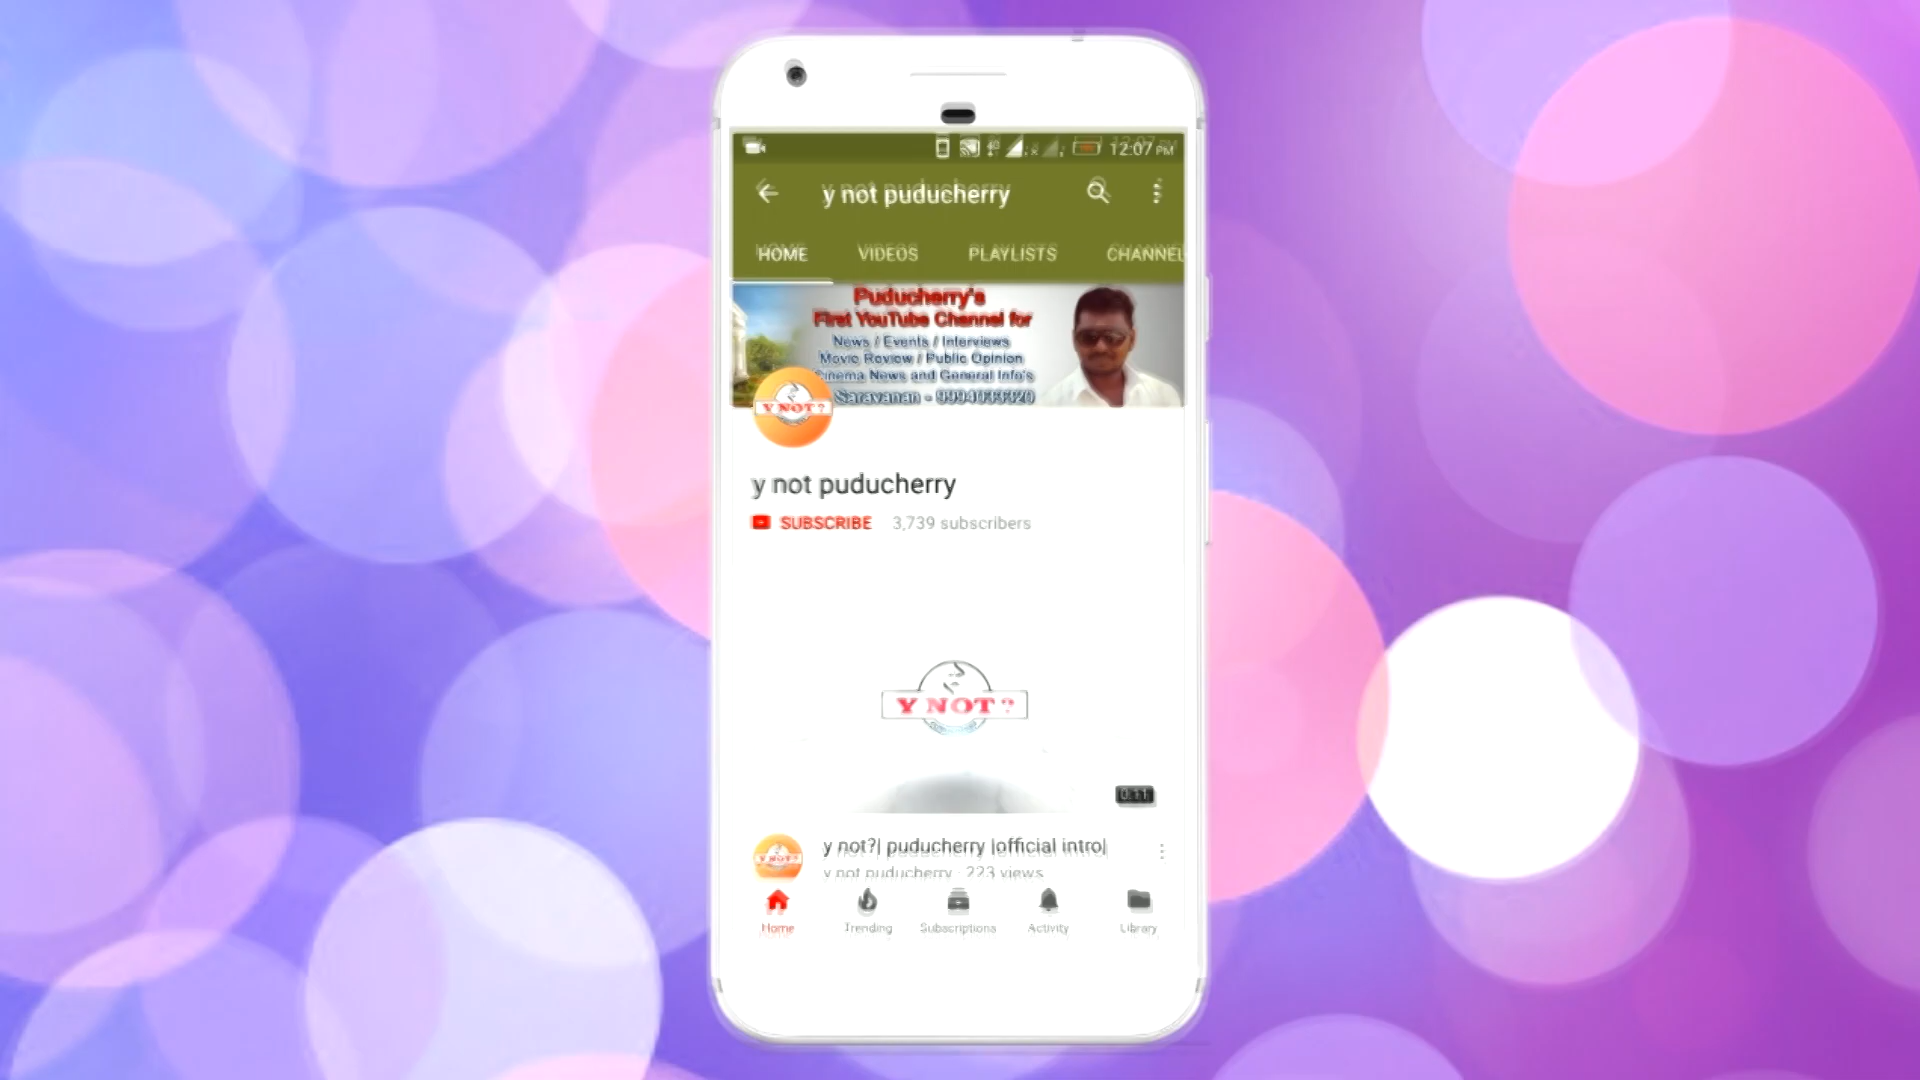 12:07 PM
y not puducherry
HOME VIDEOS PLAYLISTS CHANNEL
Puducherry's
First YouTube Channel for
News / Events / Interviews
Movie Review / Public Opinion
Cinema News and General Info's
Saravanan -
Y NOT ?
y not puducherry
SUBSCRIBE 3,739 subscribers
Y NOT ?
0:11
Y NOT ?
y not?| puducherry |official intro|
y not puducherry · 223 views
Home Trending Subscriptions Activity Library